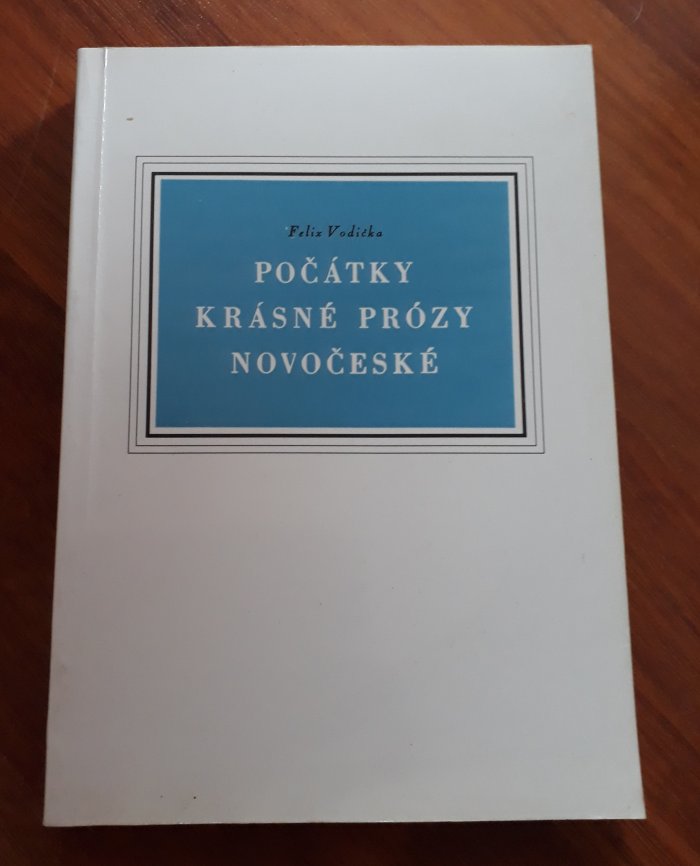 Felix Vodička
POČÁTKY
KRÁSNÉ PRÓZY
NOVOČESKÉ